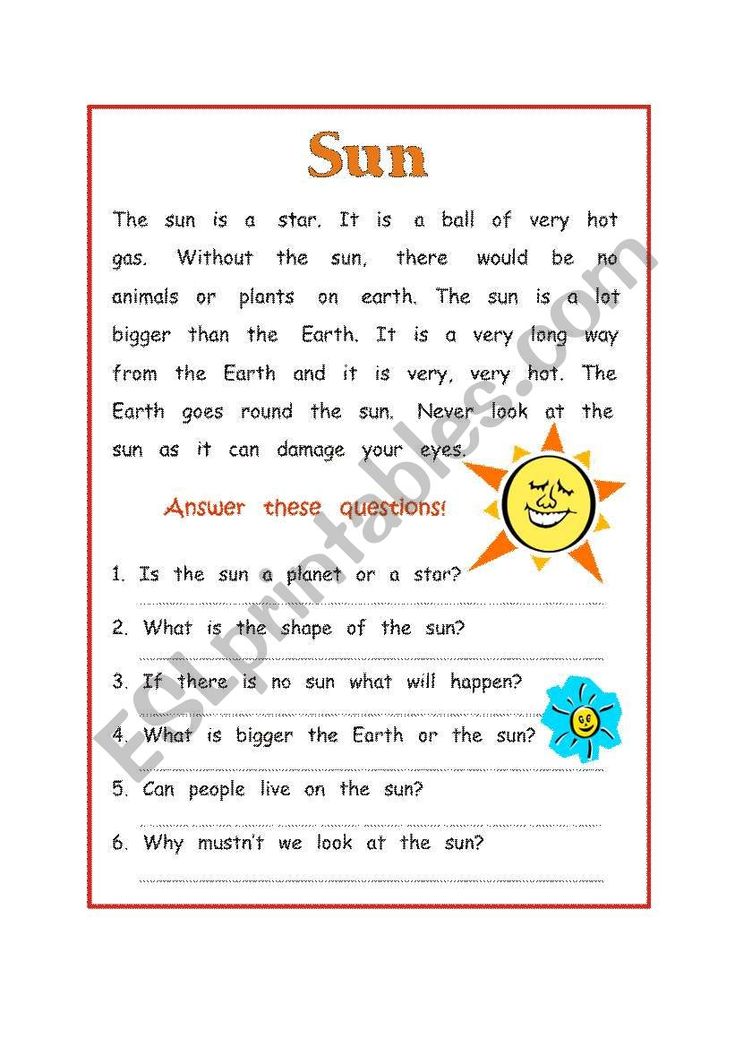 Sun
The sun is a star. It is a ball of very hot
gas. Without the sun, there would be no
animals or plants on earth. The sun is a lot
bigger than the Earth. It is a very long way
from the Earth and it is very, very hot. The
Earth goes round the sun. Never look at the
sun as it can damage your eyes.
Answer these questions!
1. Is the sun a planet or a star?
2. What is the shape of the sun?
3. If there is no sun what will happen?
4. What is bigger the Earth or the sun?
5. Can people live on the sun?
6. Why mustn't we look at the sun?
ESLprintables.com